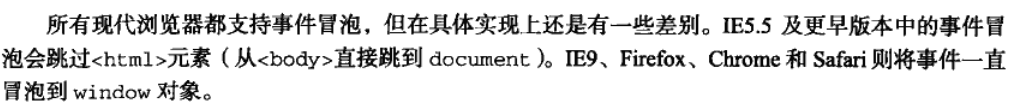 所有现代浏览器都支持事件冒泡，但在具体实现上还是有一些差别。IE5.5 及更早版本中的事件冒
泡会跳过<html>元素（从<body>直接跳到 document）。IE9、Firefox、Chrome 和 Safari 则将事件一直
冒泡到 window 对象。